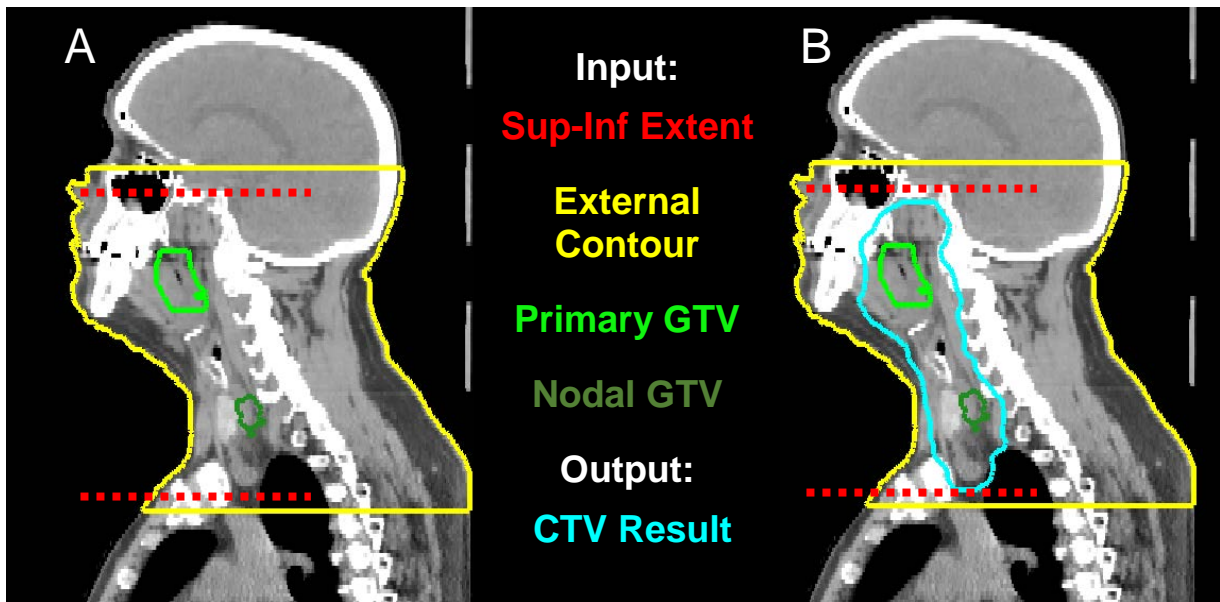 A
Input:
Sup-Inf Extent
External
Contour
Primary GTV
Nodal GTV
Output:
CTV Result
B